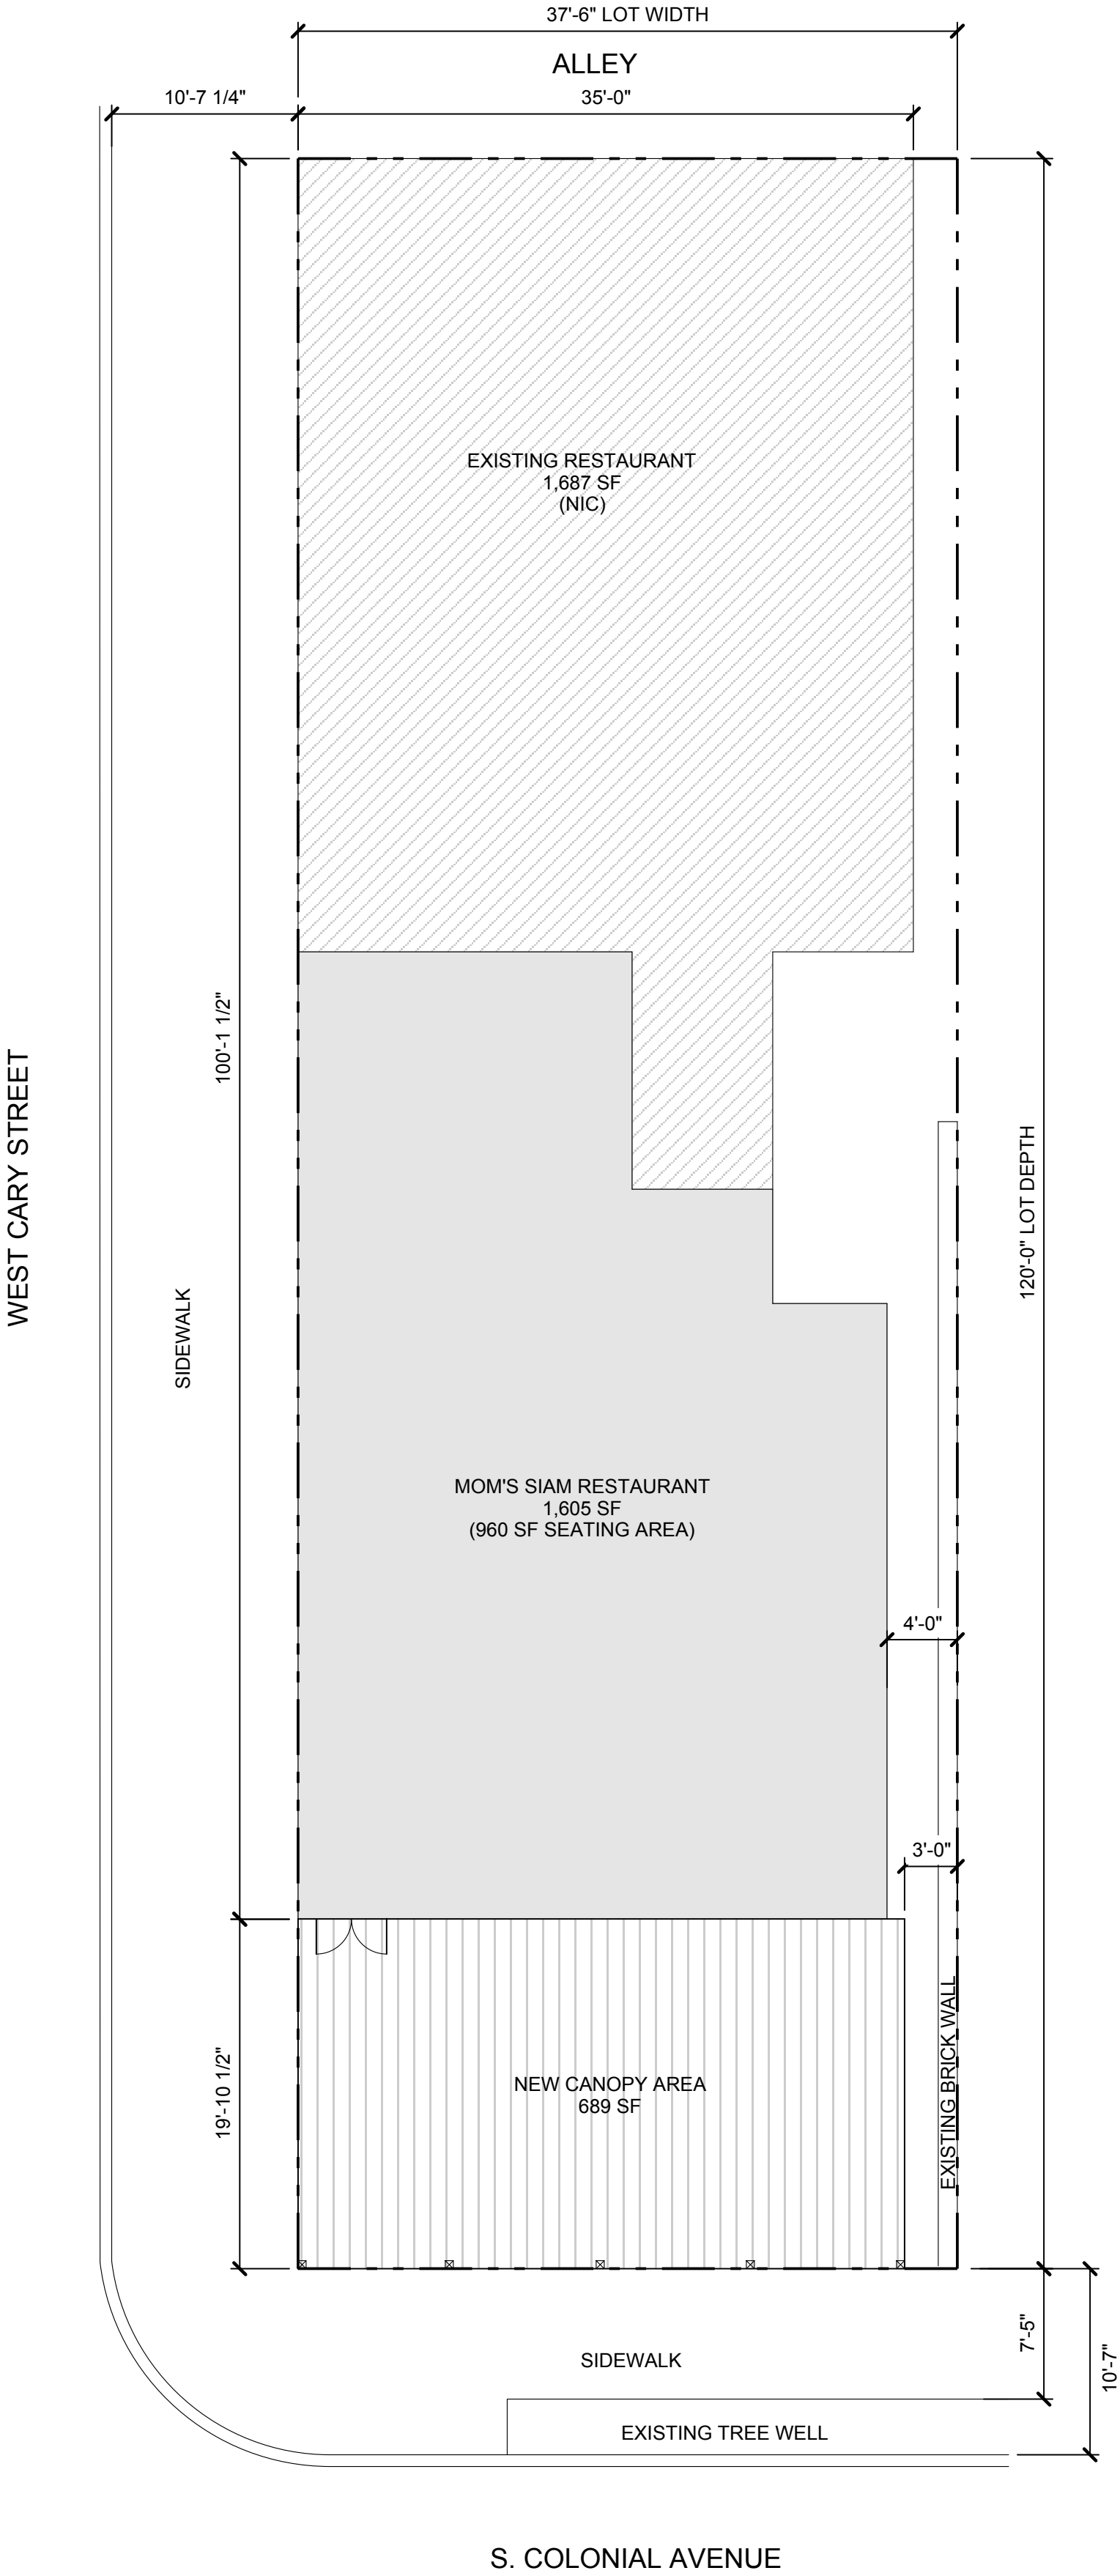 37'-6" LOT WIDTH
ALLEY
10'-7 1/4"
35'-0"
EXISTING RESTAURANT
1,687 SF
(NIC)
100'-1 1/2"
WEST CARY STREET
120'-0" LOT DEPTH
SIDEWALK
MOM'S SIAM RESTAURANT
1,605 SF
(960 SF SEATING AREA)
4'-0"
3'-0"
EXISTING BRICK WALL
19'-10 1/2"
NEW CANOPY AREA
689 SF
7'-5"
10'-7"
SIDEWALK
EXISTING TREE WELL
S. COLONIAL AVENUE